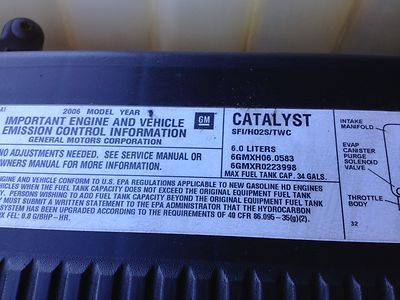 2006 MODEL YEAR
IMPORTANT ENGINE AND VEHICLE
EMISSION CONTROL INFORMATION
GENERAL MOTORS CORPORATION
NO ADJUSTMENTS NEEDED. SEE SERVICE MANUAL OR
OWNERS MANUAL FOR MORE INFORMATION.
GM
CATALYST
SFI/HO2S/TWC
6.0 LITERS
6GMXH06.0583
6GMXR0223998
MAX FUEL TANK CAP. 34 GALS.
ENGINE AND VEHICLE CONFORM TO U.S. EPA REGULATIONS APPLICABLE TO NEW GASOLINE HD ENGINES
VEHICLES WHEN THE FUEL TANK CAPACITY DOES NOT EXCEED THE ORIGINAL EQUIPMENT FUEL TANK
PERSONS WISHING TO ADD FUEL TANK CAPACITY BEYOND THE ORIGINAL EQUIPMENT FUEL TANK
MUST SUBMIT A WRITTEN STATEMENT TO THE EPA ADMINISTRATOR THAT THE HYDROCARBON
SYSTEM HAS BEEN UPGRADED ACCORDING TO THE REQUIREMENTS OF 40 CFR 86.095-35(g)(2).
FEL: 0.8 G/BHP - HR.
INTAKE
MANIFOLD
EVAP
CANISTER
PURGE
SOLENOID
VALVE
THROTTLE
BODY
32